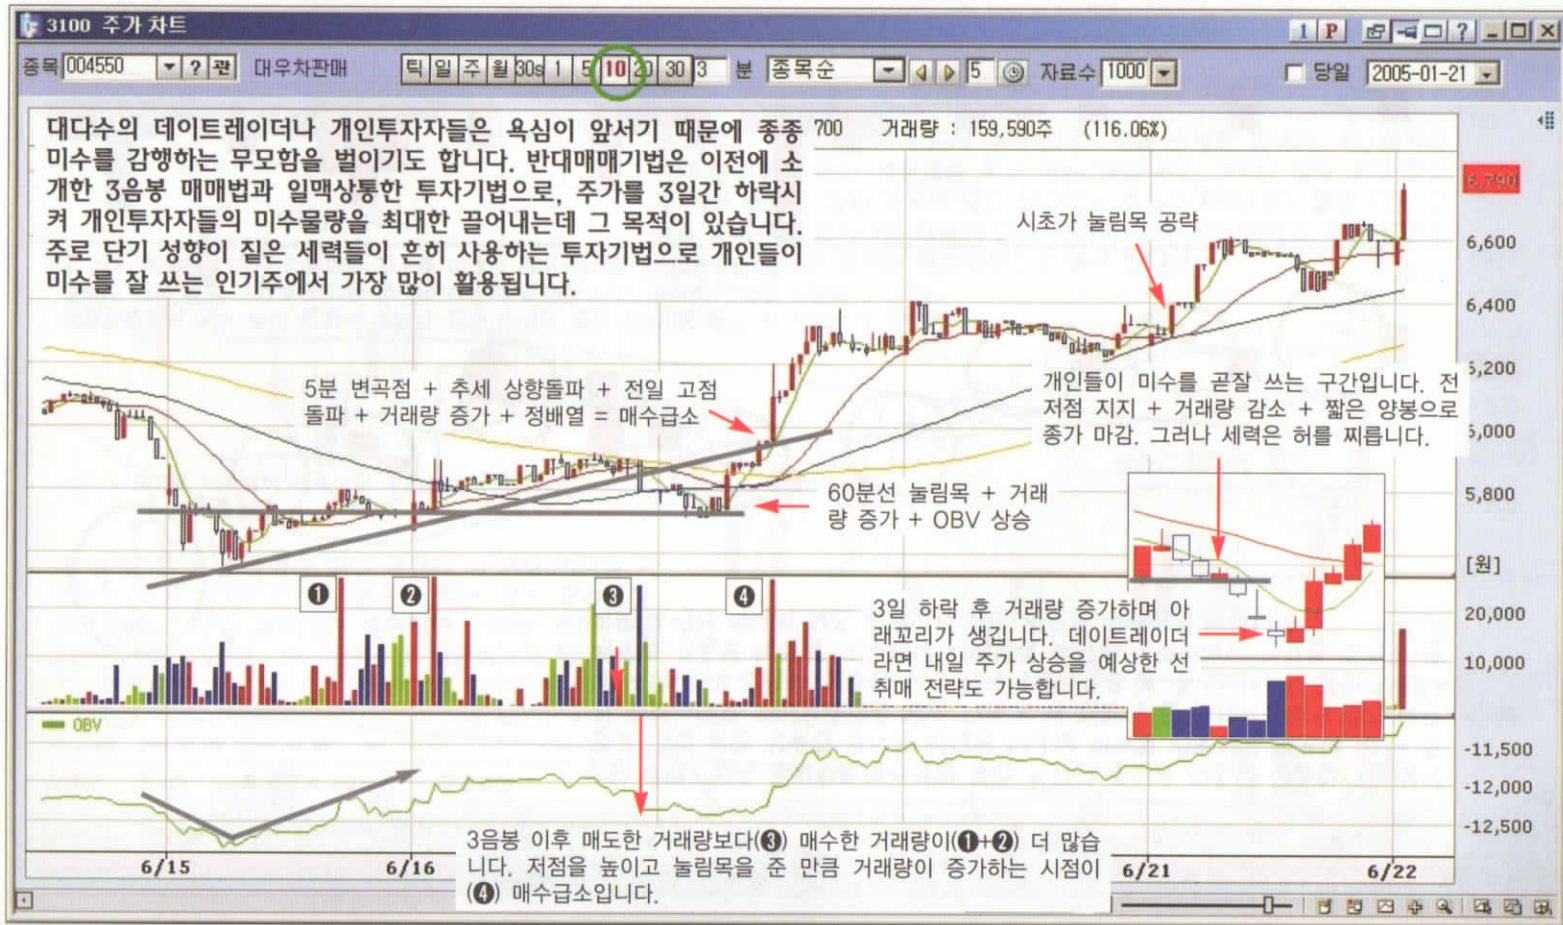 3100 주가차트
1 P
종목 004550 ? 관 대우차판매 틱 일 주 월 30s 1 5 10 20 30 3 분 종목순 5 자료수 1000 당일 2005-01-21
대다수의 데이트레이더나 개인투자자들은 욕심이 앞서기 때문에 종종
미수를 감행하는 무모함을 벌이기도 합니다. 반대매매기법은 이전에 소
개한 3음봉 매매법과 일맥상통한 투자기법으로, 주가를 3일간 하락시
켜 개인투자자들의 미수물량을 최대한 끌어내는데 그 목적이 있습니다.
주로 단기 성향이 짙은 세력들이 흔히 사용하는 투자기법으로 개인들이
미수를 잘 쓰는 인기주에서 가장 많이 활용됩니다.
700 거래량 : 159,590주 (116.06%)
6,790
시초가 눌림목 공략
6,600
6,400
5분 변곡점 + 추세 상향돌파 + 전일 고점
돌파 + 거래량 증가 + 정배열 = 매수급소
개인들이 미수를 곧잘 쓰는 구간입니다. 전
저점 지지 + 거래량 감소 + 짧은 양봉으로
종가 마감. 그러나 세력은 허를 찌릅니다.
5,200
5,000
5,800
60분선 눌림목 + 거래
량 증가 + OBV 상승
[원]
❶ ❷ ❸ ❹
3일 하락 후 거래량 증가하며 아
래꼬리가 생깁니다. 데이트레이더
라면 내일 주가 상승을 예상한 선
취매 전략도 가능합니다.
20,000
10,000
OBV
-11,500
-12,000
-12,500
3음봉 이후 매도한 거래량보다(❸) 매수한 거래량이(❶+❷) 더 많습
니다. 저점을 높이고 눌림목을 준 만큼 거래량이 증가하는 시점이
(❹) 매수급소입니다.
6/15 6/16 6/21 6/22